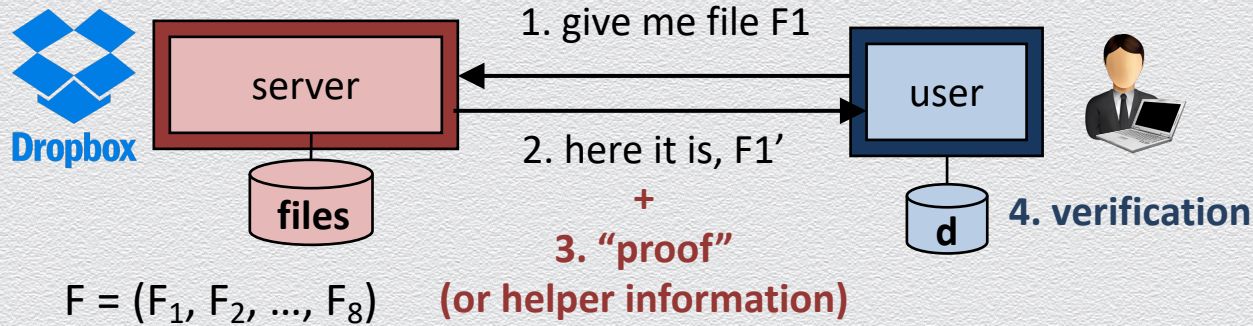 1. give me file F1
server
user
Dropbox
2. here it is, F1’
+
files
d
4. verification
3. “proof”
(or helper information)
F = (F₁, F₂, ..., F₈)